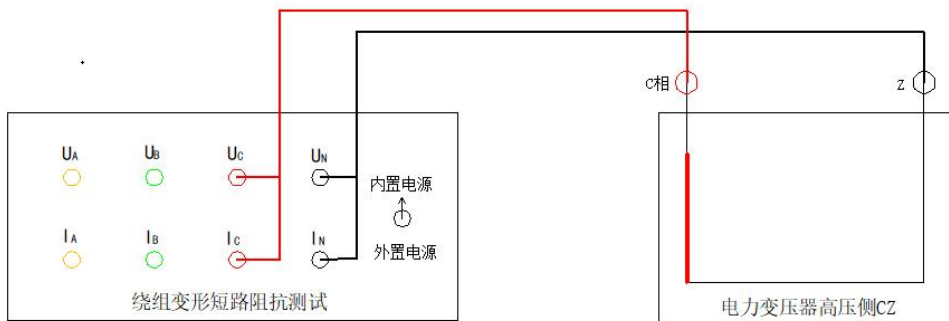 C相
Z
UA UB UC UN
内置电源
IA IB IC IN
外置电源
绕组变形短路阻抗测试
电力变压器高压侧CZ